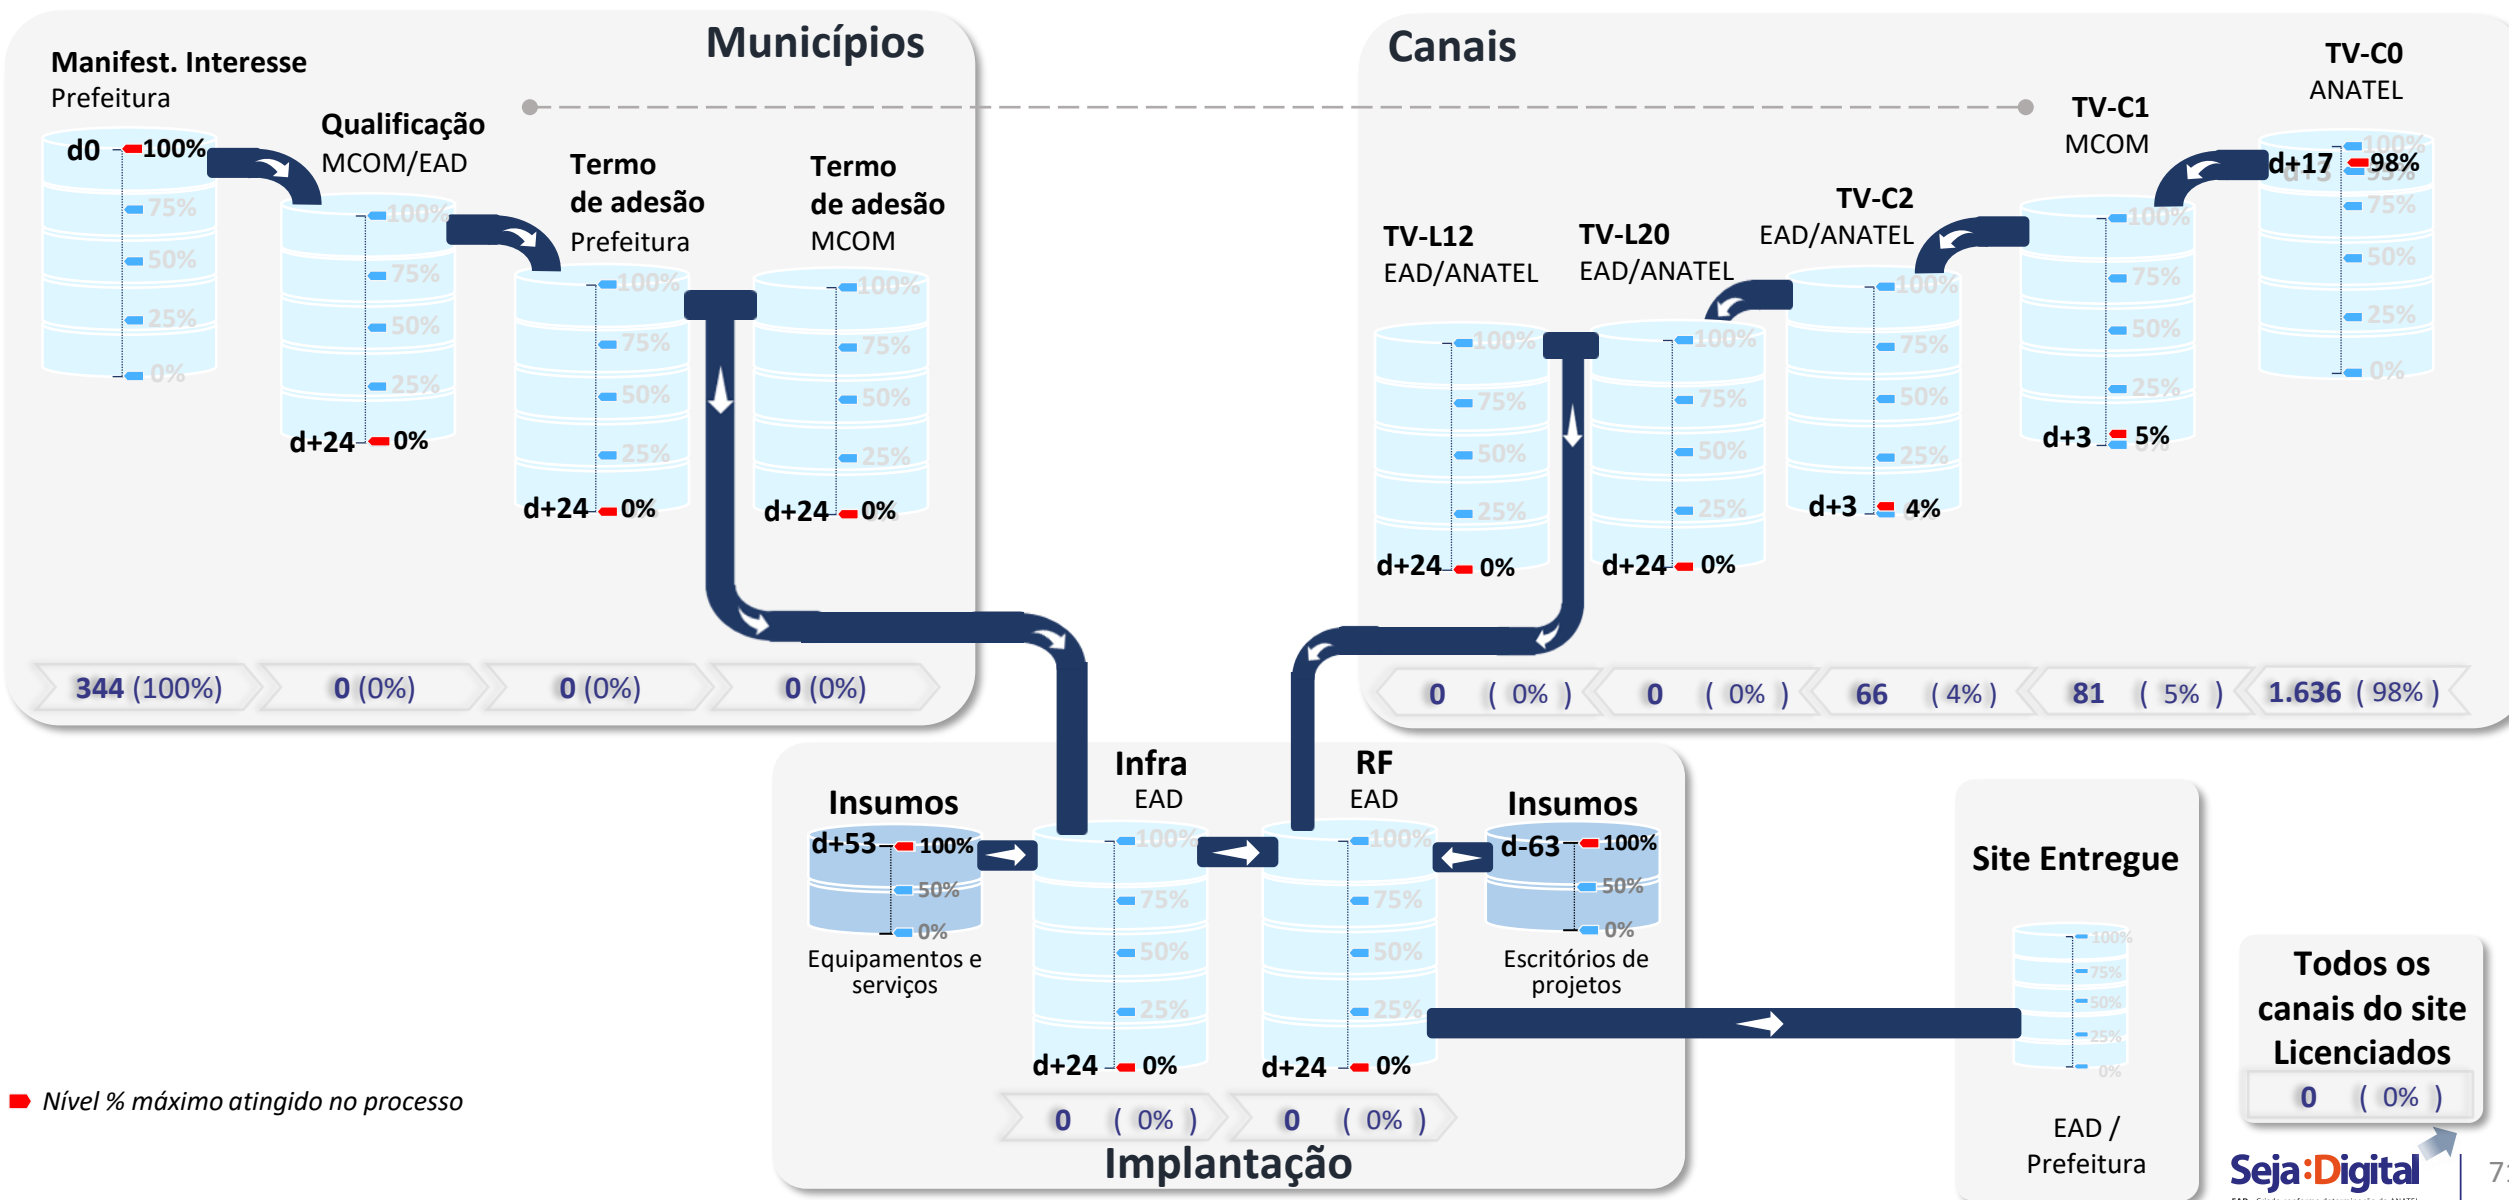 Municípios
Manifest. Interesse
Prefeitura
d0 100%
75%
50%
25%
0%
Qualificação
MCOM/EAD
100%
75%
50%
25%
d+24 0%
Termo
de adesão
Prefeitura
100%
75%
50%
25%
d+24 0%
Termo
de adesão
MCOM
100%
75%
50%
25%
d+24 0%
344 (100%)
0 (0%)
0 (0%)
0 (0%)
Canais
TV-L12
EAD/ANATEL
100%
75%
50%
25%
d+24 0%
TV-L20
EAD/ANATEL
100%
75%
50%
25%
d+24 0%
TV-C2
EAD/ANATEL
100%
75%
50%
25%
d+3 4%
TV-C1
MCOM
100%
75%
50%
25%
d+3 5%
TV-C0
ANATEL
100%
d+17 98%
75%
50%
25%
0%
0 ( 0% )
0 ( 0% )
66 ( 4% )
81 ( 5% )
1.636 ( 98% )
Insumos
d+53 100%
50%
0%
Equipamentos e
serviços
Infra
EAD
100%
75%
50%
25%
d+24 0%
RF
EAD
100%
75%
50%
25%
d+24 0%
Insumos
d-63 100%
50%
0%
Escritórios de
projetos
0 ( 0% )
0 ( 0% )
Implantação
Site Entregue
100%
75%
50%
25%
0%
EAD /
Prefeitura
Todos os
canais do site
Licenciados
0 ( 0% )
Nível % máximo atingido no processo
Seja:Digital